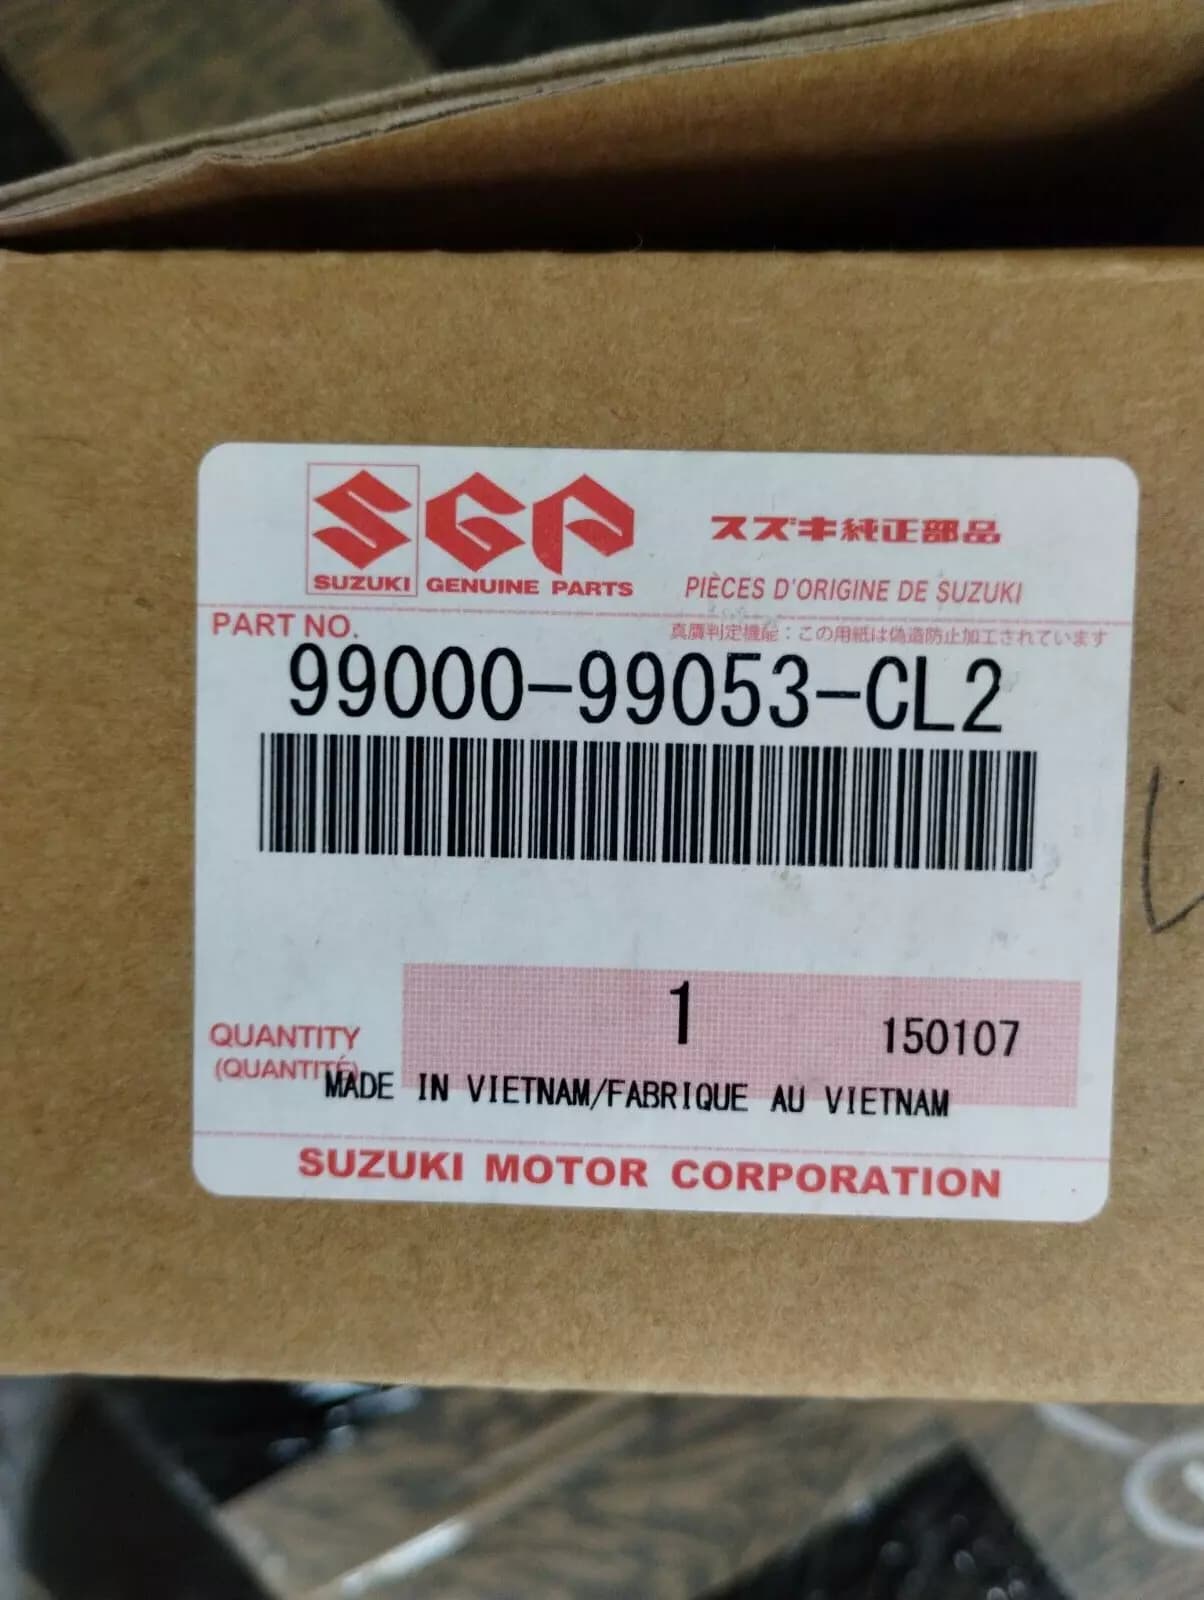 スズキ純正部品
SUZUKI GENUINE PARTS
PIÈCES D'ORIGINE DE SUZUKI
PART NO.
真贋判定機能：この用紙は偽造防止加工されています
99000-99053-CL2
1
150107
QUANTITY
(QUANTITÉ)
MADE IN VIETNAM/FABRIQUE AU VIETNAM
SUZUKI MOTOR CORPORATION